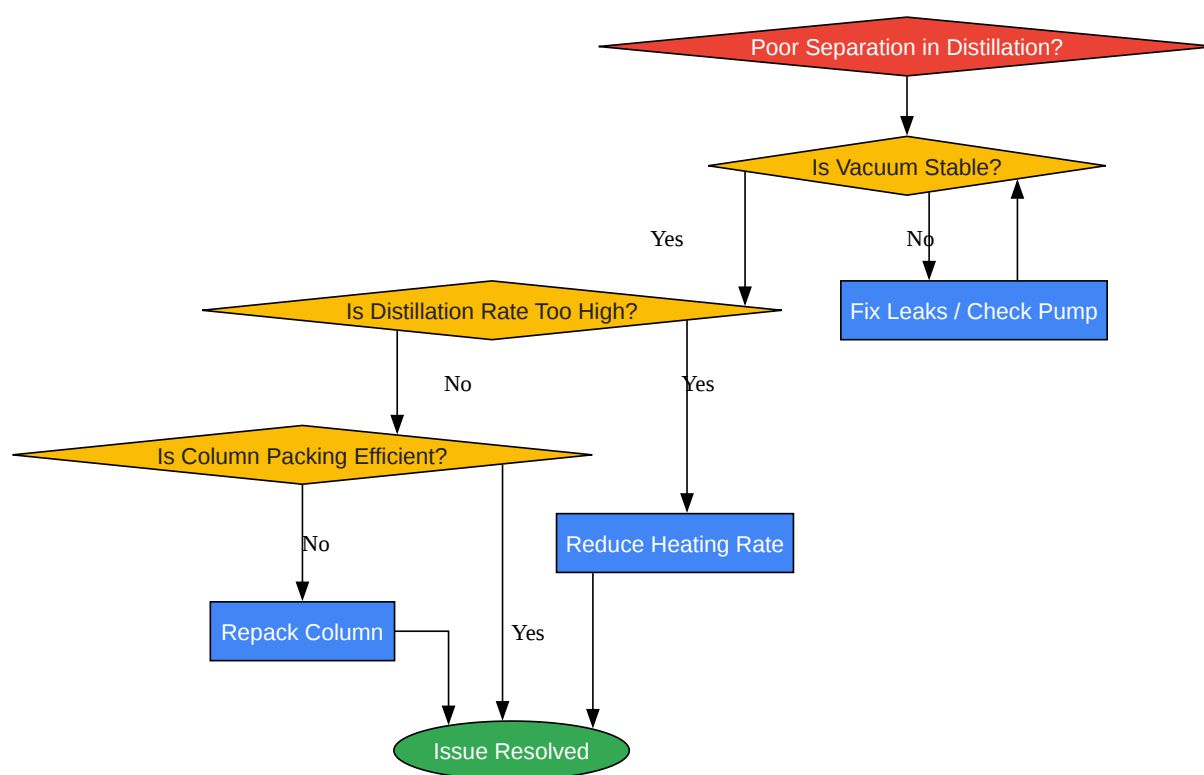 Poor Separation in Distillation?
Is Vacuum Stable?
Yes
No
Is Distillation Rate Too High?
Fix Leaks / Check Pump
No
Yes
Is Column Packing Efficient?
No
Reduce Heating Rate
Repack Column
Yes
Issue Resolved